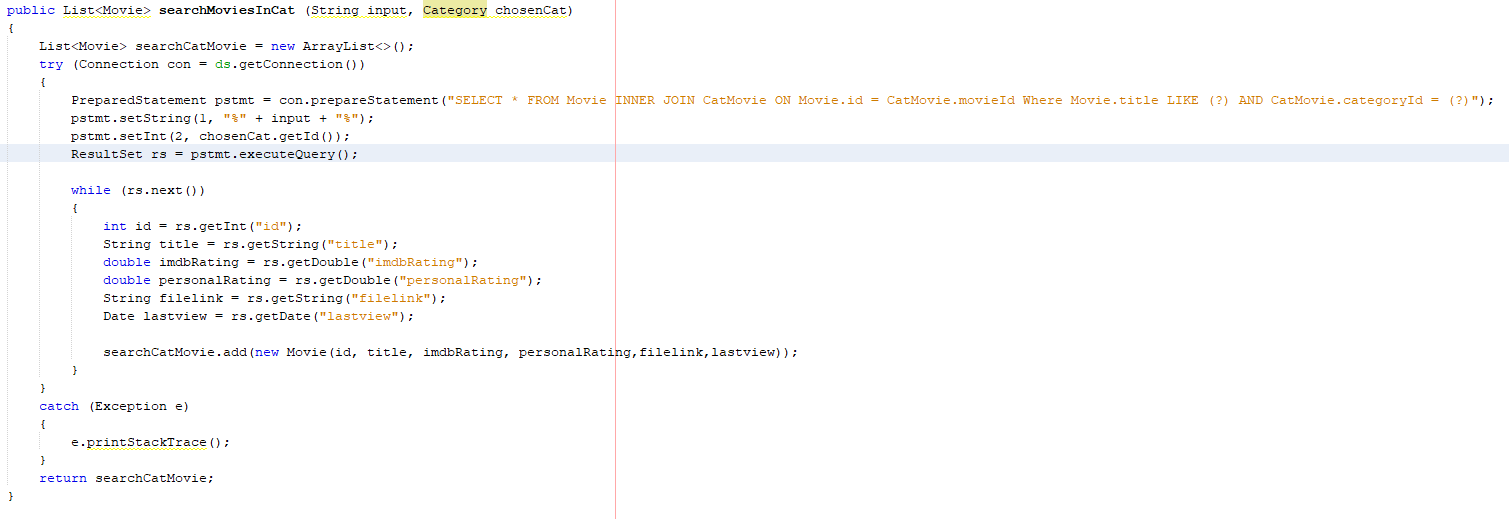 public List<Movie> searchMoviesInCat (String input, Category chosenCat)
{
    List<Movie> searchCatMovie = new ArrayList<>();
    try (Connection con = ds.getConnection())
    {
        PreparedStatement pstmt = con.prepareStatement("SELECT * FROM Movie INNER JOIN CatMovie ON Movie.id = CatMovie.movieId Where Movie.title LIKE (?) AND CatMovie.categoryId = (?)");
        pstmt.setString(1, "%" + input + "%");
        pstmt.setInt(2, chosenCat.getId());
        ResultSet rs = pstmt.executeQuery();

        while (rs.next())
        {
            int id = rs.getInt("id");
            String title = rs.getString("title");
            double imdbRating = rs.getDouble("imdbRating");
            double personalRating = rs.getDouble("personalRating");
            String filelink = rs.getString("filelink");
            Date lastview = rs.getDate("lastview");

            searchCatMovie.add(new Movie(id, title, imdbRating, personalRating,filelink,lastview));
        }
    }
    catch (Exception e)
    {
        e.printStackTrace();
    }
    return searchCatMovie;
}